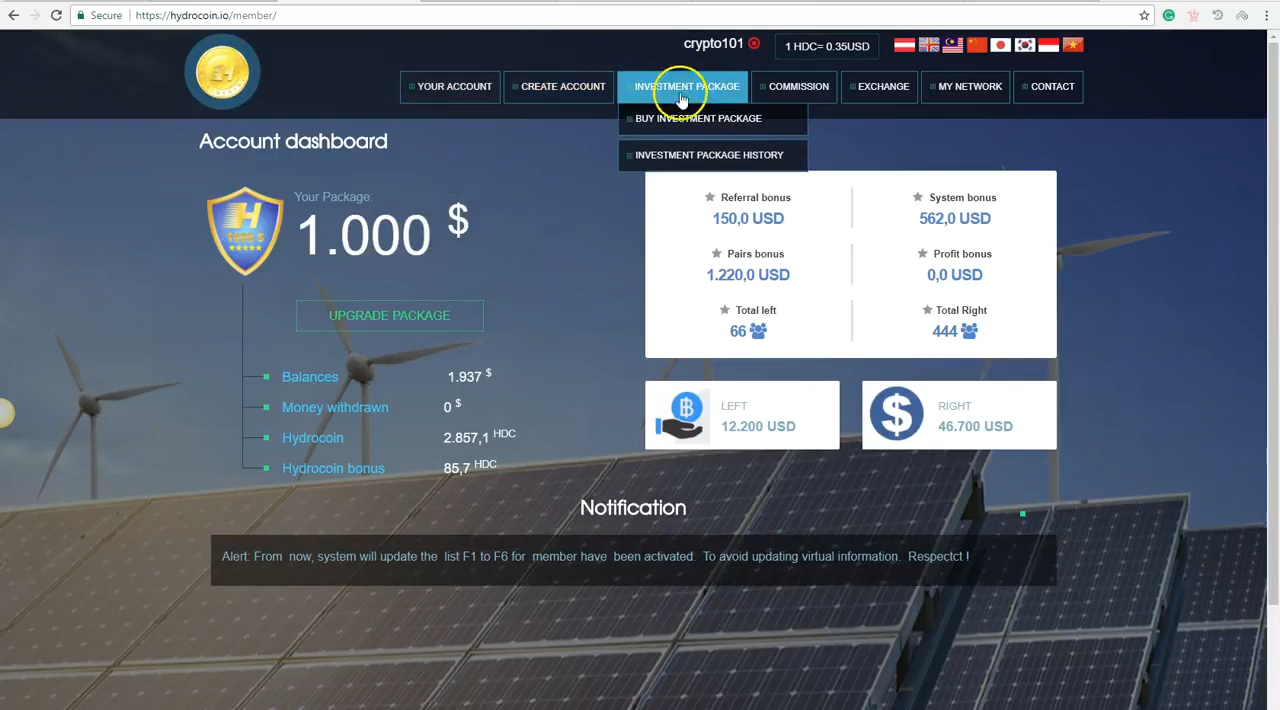 Secure
https://hydrocoin.io/member/
crypto101
1 HDC= 0.35USD
YOUR ACCOUNT
CREATE ACCOUNT
INVESTMENT PACKAGE
COMMISSION
EXCHANGE
MY NETWORK
CONTACT
BUY INVESTMENT PACKAGE
INVESTMENT PACKAGE HISTORY
Account dashboard
Your Package:
1.000 $
UPGRADE PACKAGE
Balances 1.937 $
Money withdrawn 0 $
Hydrocoin 2.857,1 HDC
Hydrocoin bonus 85,7 HDC
Referral bonus
150,0 USD
System bonus
562,0 USD
Pairs bonus
1.220,0 USD
Profit bonus
0,0 USD
Total left
66
Total Right
444
LEFT
12.200 USD
RIGHT
46.700 USD
Notification
Alert: From now, system will update the list F1 to F6 for member have been activated. To avoid updating virtual information. Respectct !